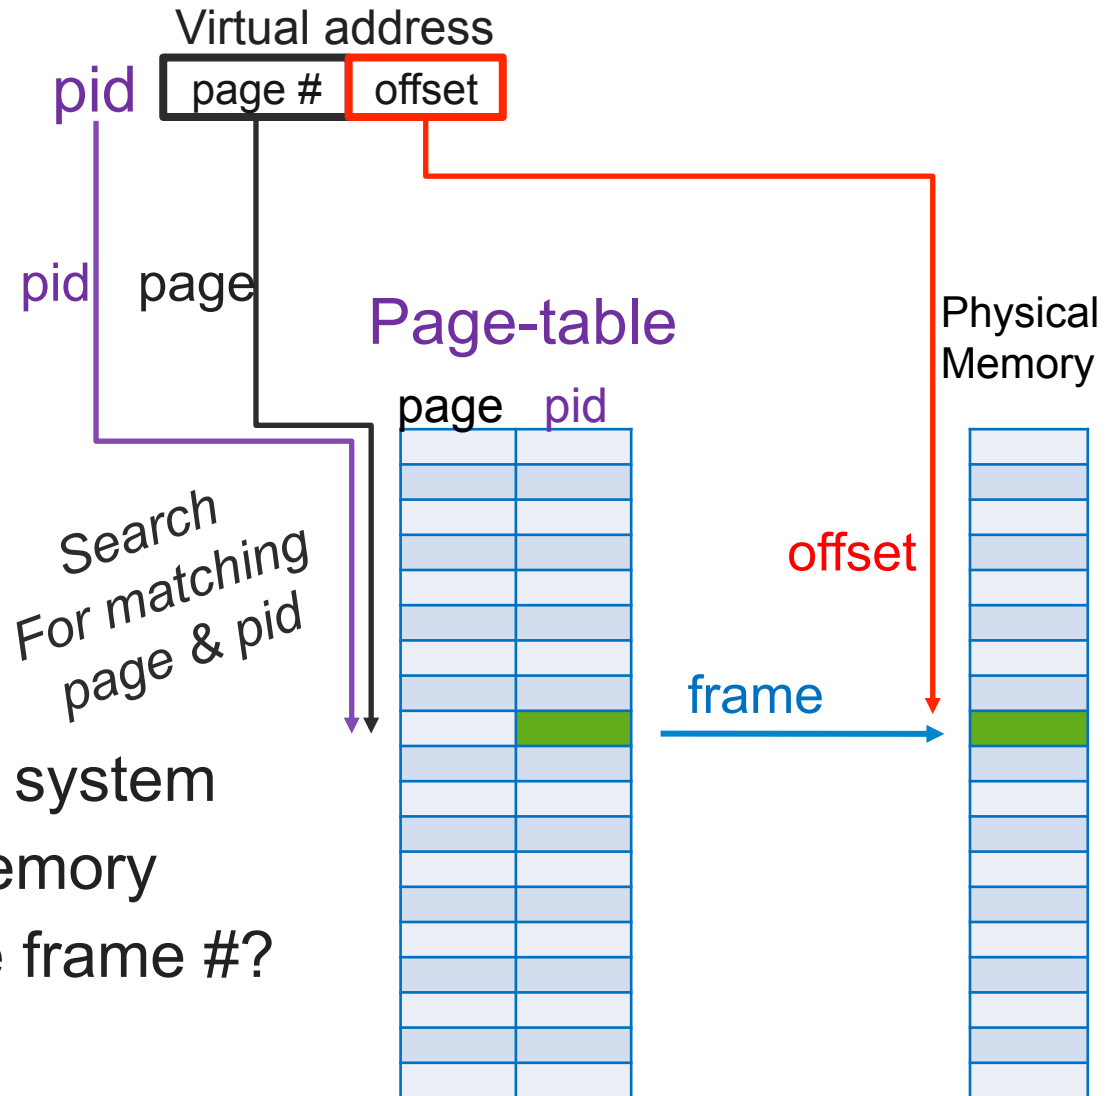 Virtual address
pid page # offset
pid page
Page-table
Physical
Memory
page pid
Search
For matching
page & pid
offset
frame
system
emory
frame #?